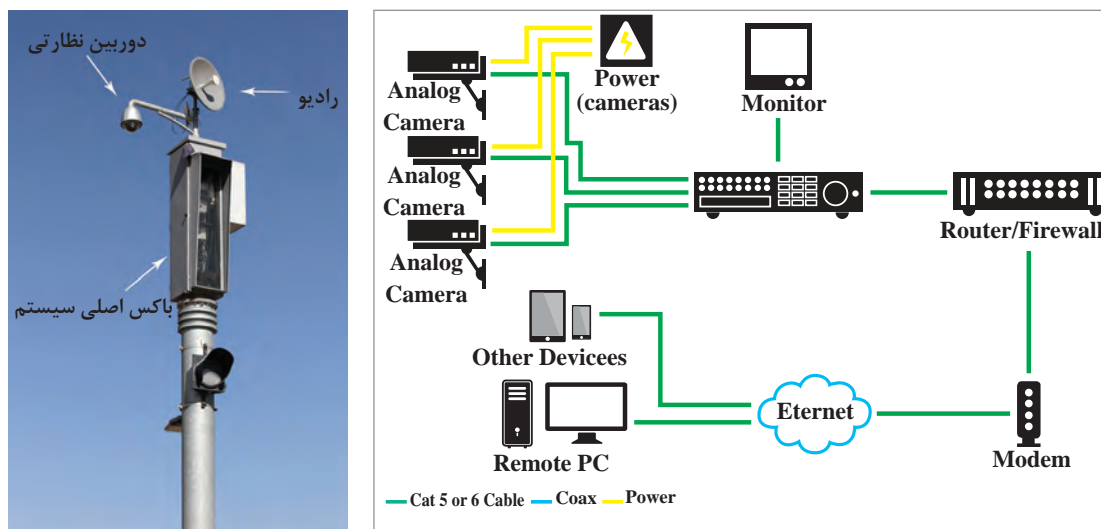 دوربین نظارتی
رادیو
باکس اصلی سیستم
Power
(cameras)
Monitor
Analog
Camera
Analog
Camera
Analog
Camera
Router/Firewall
Other Devicees
Eternet
Remote PC
Modem
Cat 5 or 6 Cable Coax Power